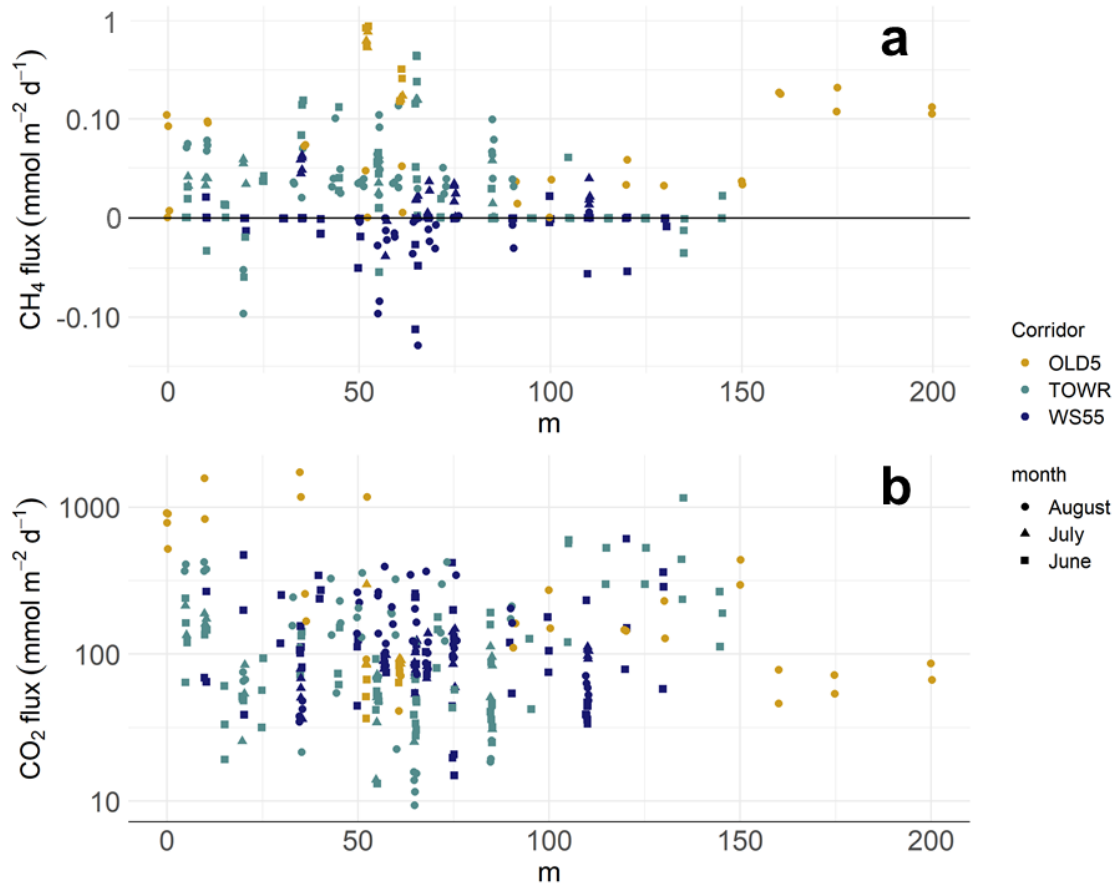 a
CH₄ flux (mmol m⁻² d⁻¹)
1
0.10
0
-0.10
0 50 100 150 200
m
Corridor
OLD5
TOWR
WS55
month
August
July
June
b
CO₂ flux (mmol m⁻² d⁻¹)
1000
100
10
0 50 100 150 200
m